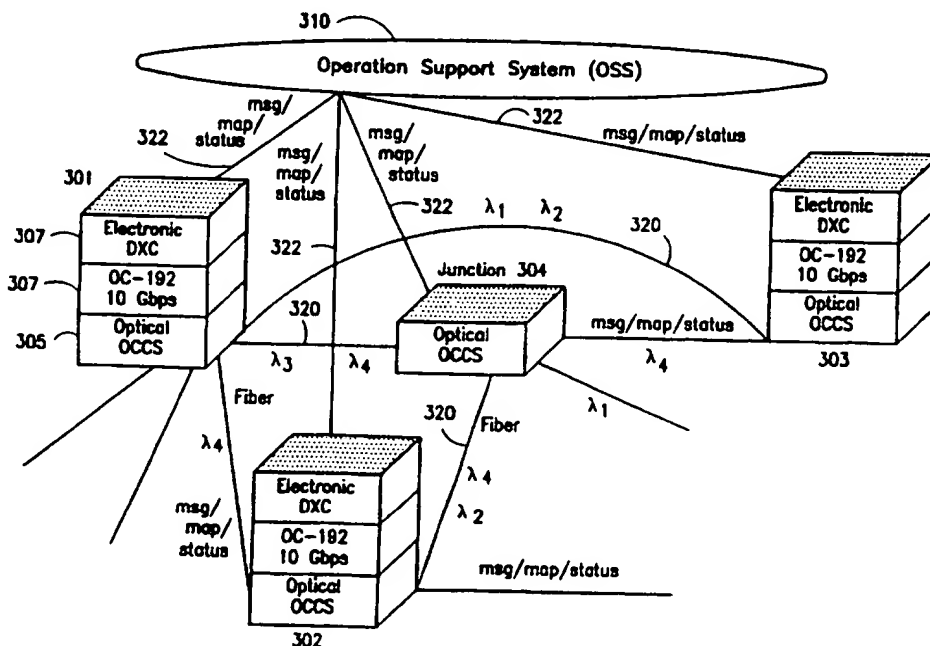 310
Operation Support System (OSS)
msg/
map/
status
322
msg/
map/
status
msg/
map/
status
322
msg/map/status
322
322
301
307
Electronic
DXC
307
OC-192
10 Gbps
305
Optical
OCCS
λ1 λ2
320
Junction 304
Optical
OCCS
320
λ3 λ4
msg/map/status
λ4
Electronic
DXC
OC-192
10 Gbps
Optical
OCCS
303
λ1
Fiber
λ4
msg/
map/
status
320
Fiber
λ4
λ2
Electronic
DXC
OC-192
10 Gbps
Optical
OCCS
302
msg/map/status